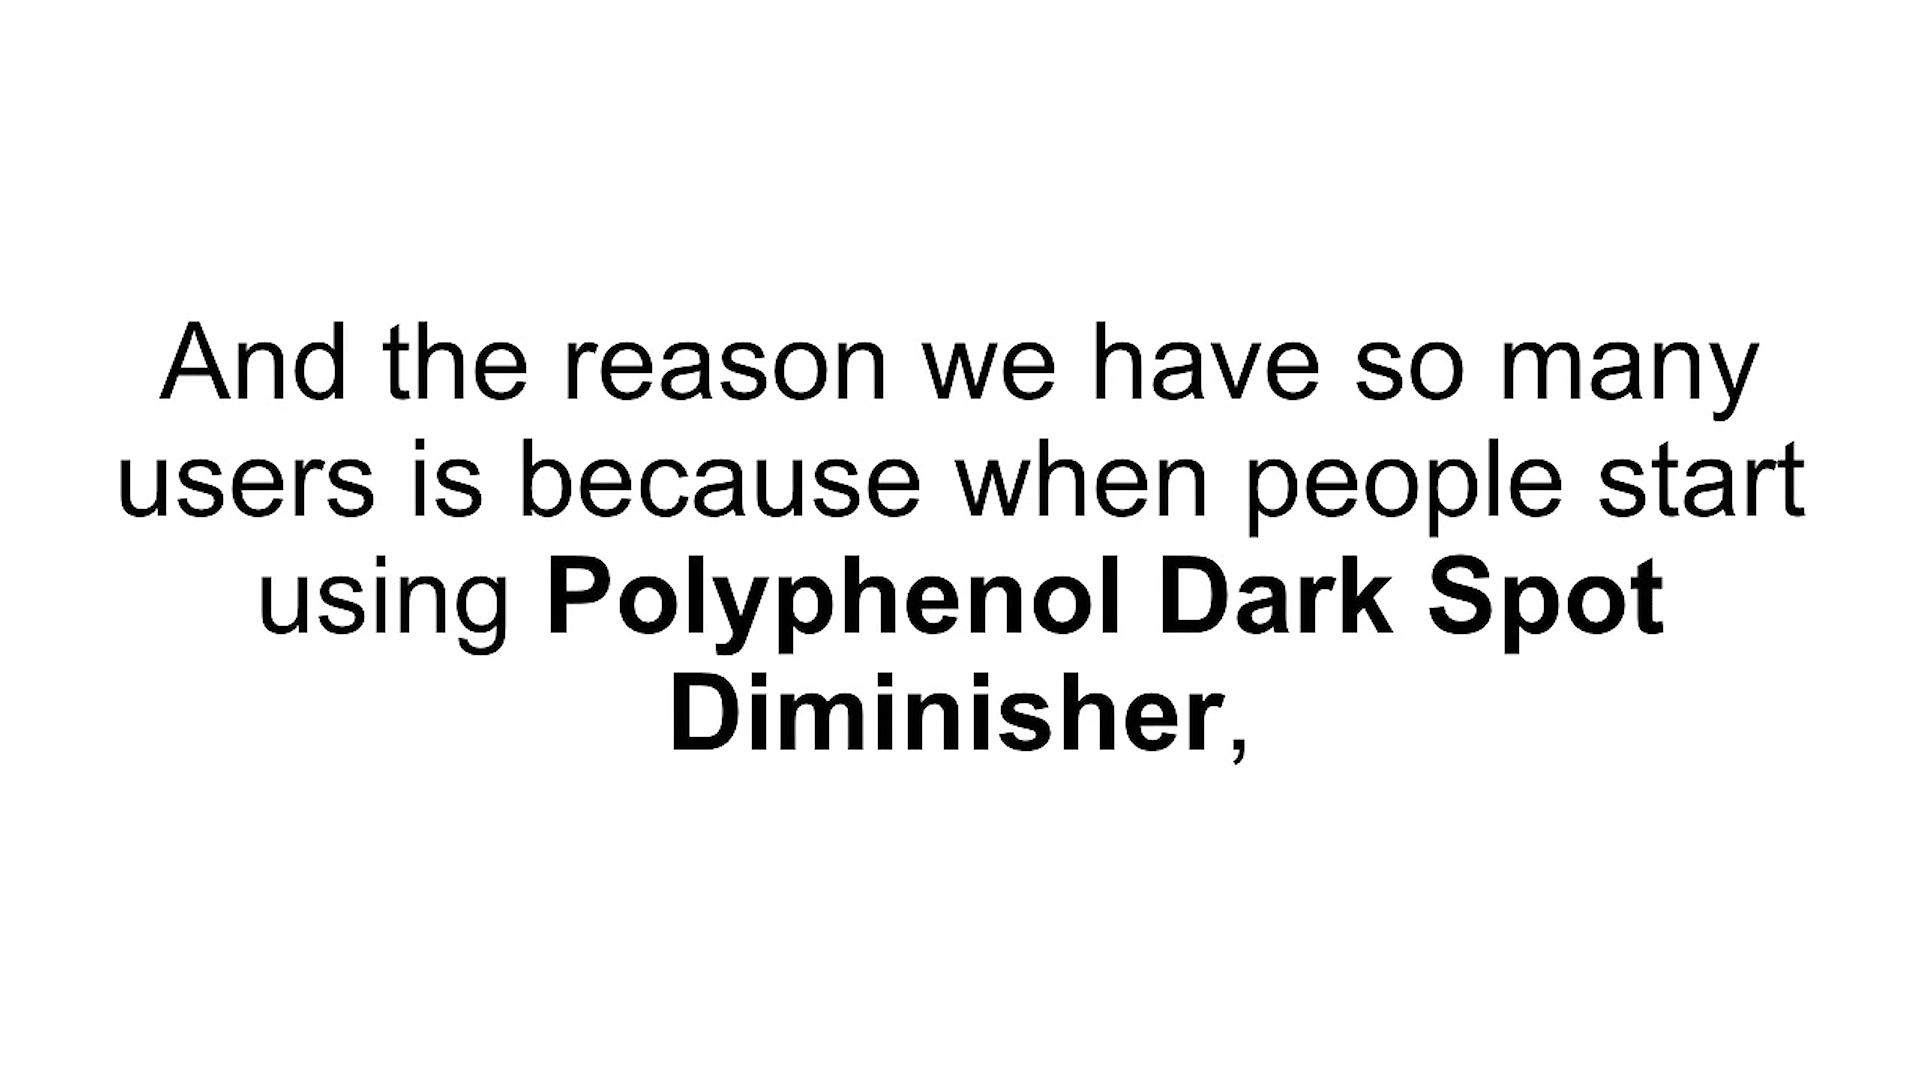 And the reason we have so many
users is because when people start
using Polyphenol Dark Spot
Diminisher,